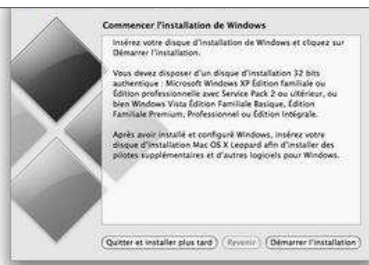 Commencer l'installation de Windows
Insérez votre disque d'installation de Windows et cliquez sur
Démarrer l'installation.
Vous devez disposer d'un disque d'installation 32 bits
authentique : Microsoft Windows XP Édition familiale ou
Édition professionnelle avec Service Pack 2 ou ultérieur, ou
bien Windows Vista Édition Familiale Basique, Édition
Familiale Premium, Professionnel ou Édition Intégrale.
Après avoir installé et configuré Windows, insérez votre
disque d'installation Mac OS X Leopard afin d'installer des
pilotes supplémentaires et d'autres logiciels pour Windows.
Quitter et installer plus tard Revenir Démarrer l'installation